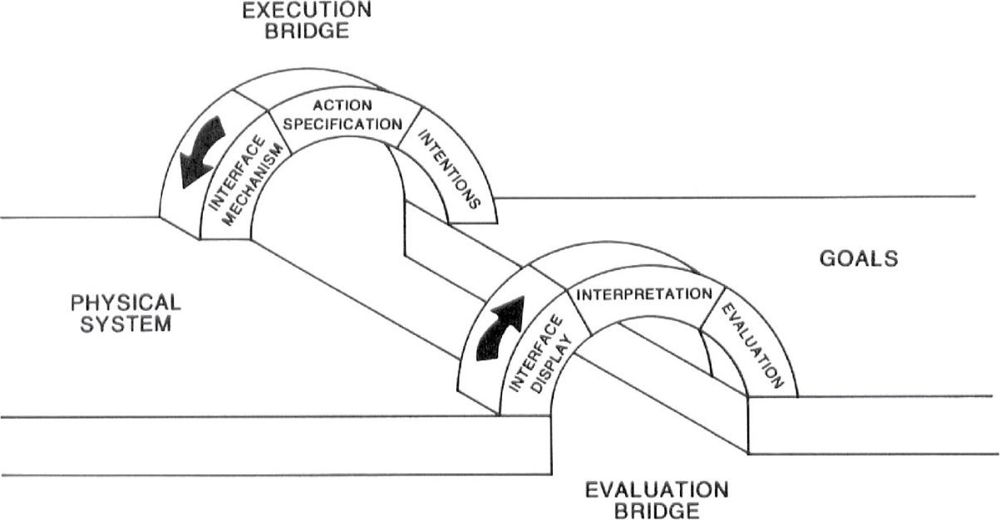 EXECUTION
BRIDGE
ACTION
SPECIFICATION
INTERFACE
MECHANISM
INTENTIONS
GOALS
PHYSICAL
SYSTEM
INTERPRETATION
INTERFACE
DISPLAY
EVALUATION
EVALUATION
BRIDGE